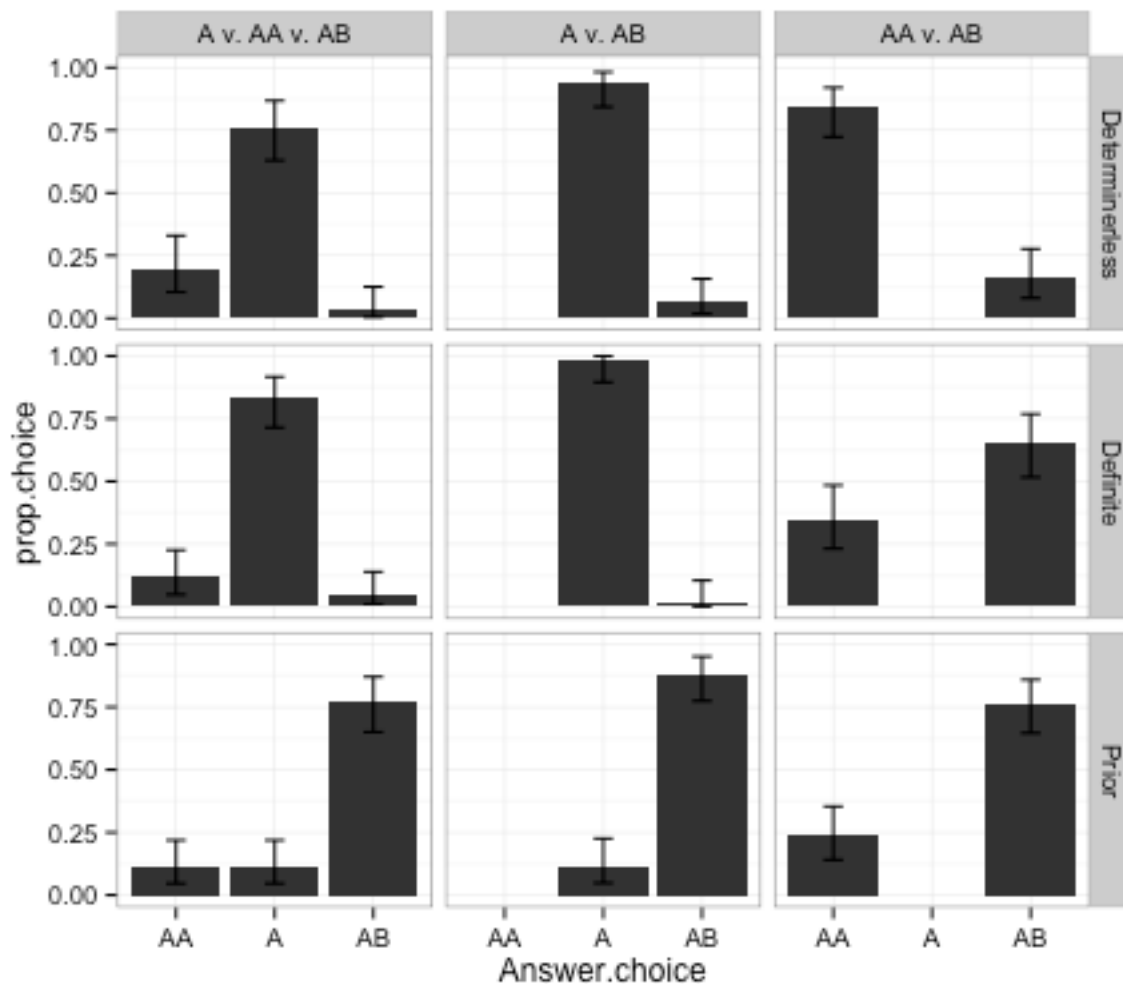 A v. AA v. AB
A v. AB
AA v. AB
1.00
0.75
0.50
0.25
0.00
Determinerless
1.00
0.75
0.50
0.25
0.00
Definite
1.00
0.75
0.50
0.25
0.00
Prior
prop.choice
AA
A
AB
AA
A
AB
AA
A
AB
Answer.choice